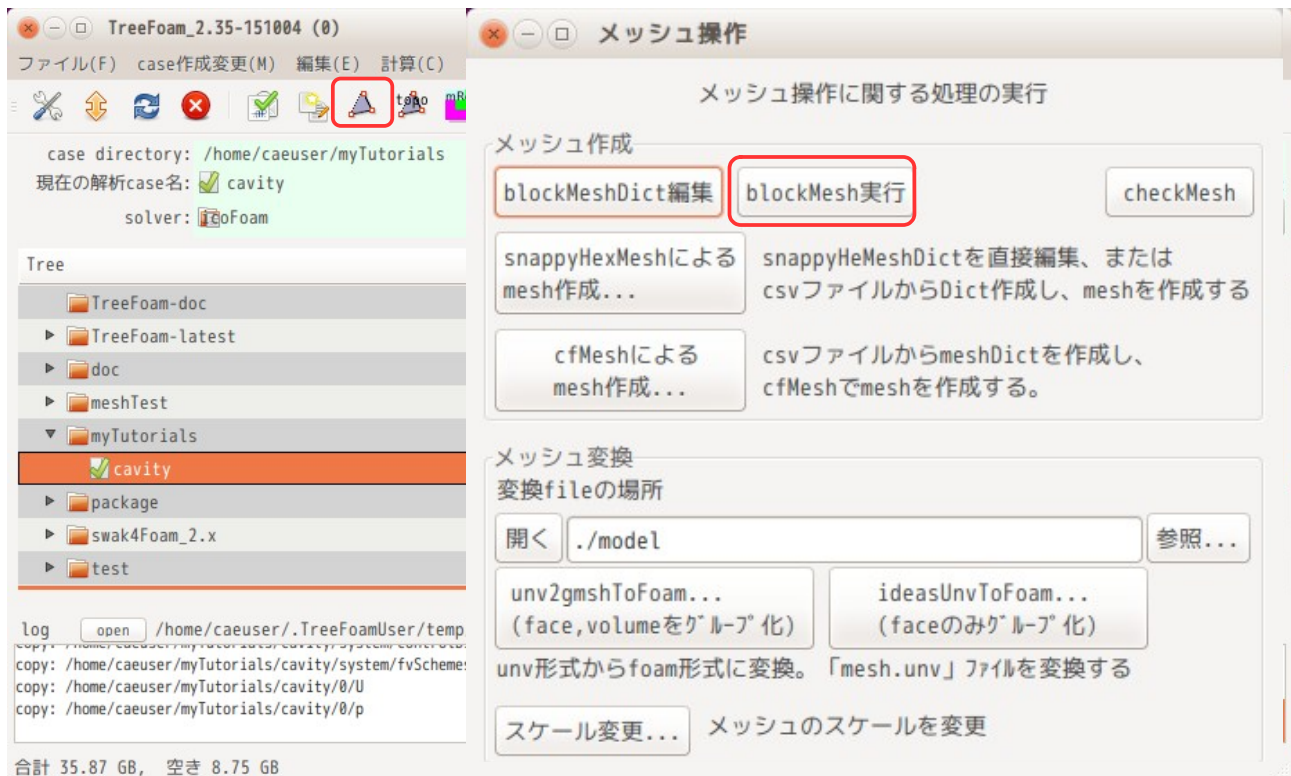 TreeFoam_2.35-151004 (0)
ファイル(F) case作成変更(M) 編集(E) 計算(C)
topo
case directory: /home/caeuser/myTutorials
現在の解析case名: cavity
solver: icoFoam
Tree
TreeFoam-doc
TreeFoam-latest
doc
meshTest
myTutorials
cavity
package
swak4Foam_2.x
test
log open /home/caeuser/.TreeFoamUser/temp
copy: /home/caeuser/myTutorials/cavity/system/controlD
copy: /home/caeuser/myTutorials/cavity/system/fvSchemes
copy: /home/caeuser/myTutorials/cavity/0/U
copy: /home/caeuser/myTutorials/cavity/0/p
合計 35.87 GB, 空き 8.75 GB
メッシュ操作
メッシュ操作に関する処理の実行
メッシュ作成
blockMeshDict編集 blockMesh実行 checkMesh
snappyHexMeshによる
mesh作成...
snappyHeMeshDictを直接編集、または
csvファイルからDict作成し、meshを作成する
cfMeshによる
mesh作成...
csvファイルからmeshDictを作成し、
cfMeshでmeshを作成する。
メッシュ変換
変換fileの場所
開く ./model 参照...
unv2gmshToFoam...
(face,volumeをｸﾞﾙｰﾌﾟ化)
ideasUnvToFoam...
(faceのみｸﾞﾙｰﾌﾟ化)
unv形式からfoam形式に変換。「mesh.unv」ﾌｧｲﾙを変換する
スケール変更... メッシュのスケールを変更